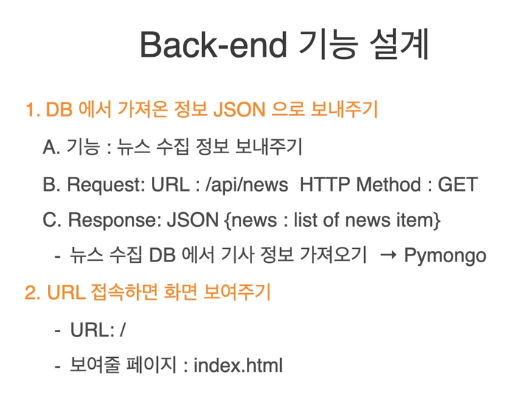 Back-end 기능 설계
1. DB 에서 가져온 정보 JSON 으로 보내주기
A. 기능 : 뉴스 수집 정보 보내주기
B. Request: URL : /api/news HTTP Method : GET
C. Response: JSON {news : list of news item}
- 뉴스 수집 DB 에서 기사 정보 가져오기 → Pymongo
2. URL 접속하면 화면 보여주기
- URL: /
- 보여줄 페이지 : index.html